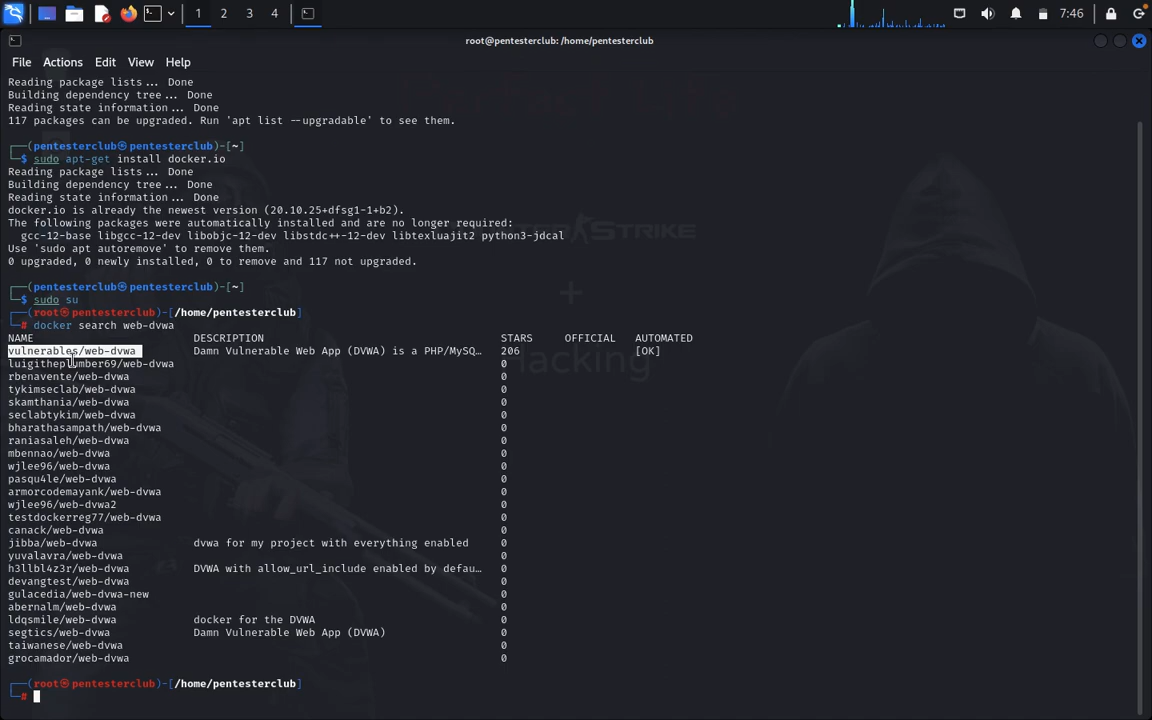 1 2 3 4 7:46
root@pentesterclub: /home/pentesterclub
File Actions Edit View Help
Reading package lists... Done
Building dependency tree... Done
Reading state information... Done
117 packages can be upgraded. Run 'apt list --upgradable' to see them.
┌──(pentesterclub㉿pentesterclub)-[~]
└─$ sudo apt-get install docker.io
Reading package lists... Done
Building dependency tree... Done
Reading state information... Done
docker.io is already the newest version (20.10.25+dfsg1-1+b2).
The following packages were automatically installed and are no longer required:
gcc-12-base libgcc-12-dev libobjc-12-dev libstdc++-12-dev libtexluajit2 python3-jdcal
Use 'sudo apt autoremove' to remove them.
0 upgraded, 0 newly installed, 0 to remove and 117 not upgraded.
┌──(pentesterclub㉿pentesterclub)-[~]
└─$ sudo su
┌──(root㉿pentesterclub)-[/home/pentesterclub]
└─# docker search web-dvwa
NAME DESCRIPTION STARS OFFICIAL AUTOMATED
vulnerables/web-dvwa Damn Vulnerable Web App (DVWA) is a PHP/MySQ… 206 [OK]
luigitheplumber69/web-dvwa 0
rbenavente/web-dvwa 0
tykimseclab/web-dvwa 0
skamthania/web-dvwa 0
seclabtykim/web-dvwa 0
bharathasampath/web-dvwa 0
raniasaleh/web-dvwa 0
mbennao/web-dvwa 0
wjlee96/web-dvwa 0
pasqu4le/web-dvwa 0
armorcodemayank/web-dvwa 0
wjlee96/web-dvwa2 0
testdockerreg77/web-dvwa 0
canack/web-dvwa 0
jibba/web-dvwa dvwa for my project with everything enabled 0
yuvalavra/web-dvwa 0
h3llbl4z3r/web-dvwa DVWA with allow_url_include enabled by defau… 0
devangtest/web-dvwa 0
gulacedia/web-dvwa-new 0
abernalm/web-dvwa 0
ldqsmile/web-dvwa docker for the DVWA 0
segtics/web-dvwa Damn Vulnerable Web App (DVWA) 0
taiwanese/web-dvwa 0
grocamador/web-dvwa 0
┌──(root㉿pentesterclub)-[/home/pentesterclub]
└─#
STRIKE
+
Hacking